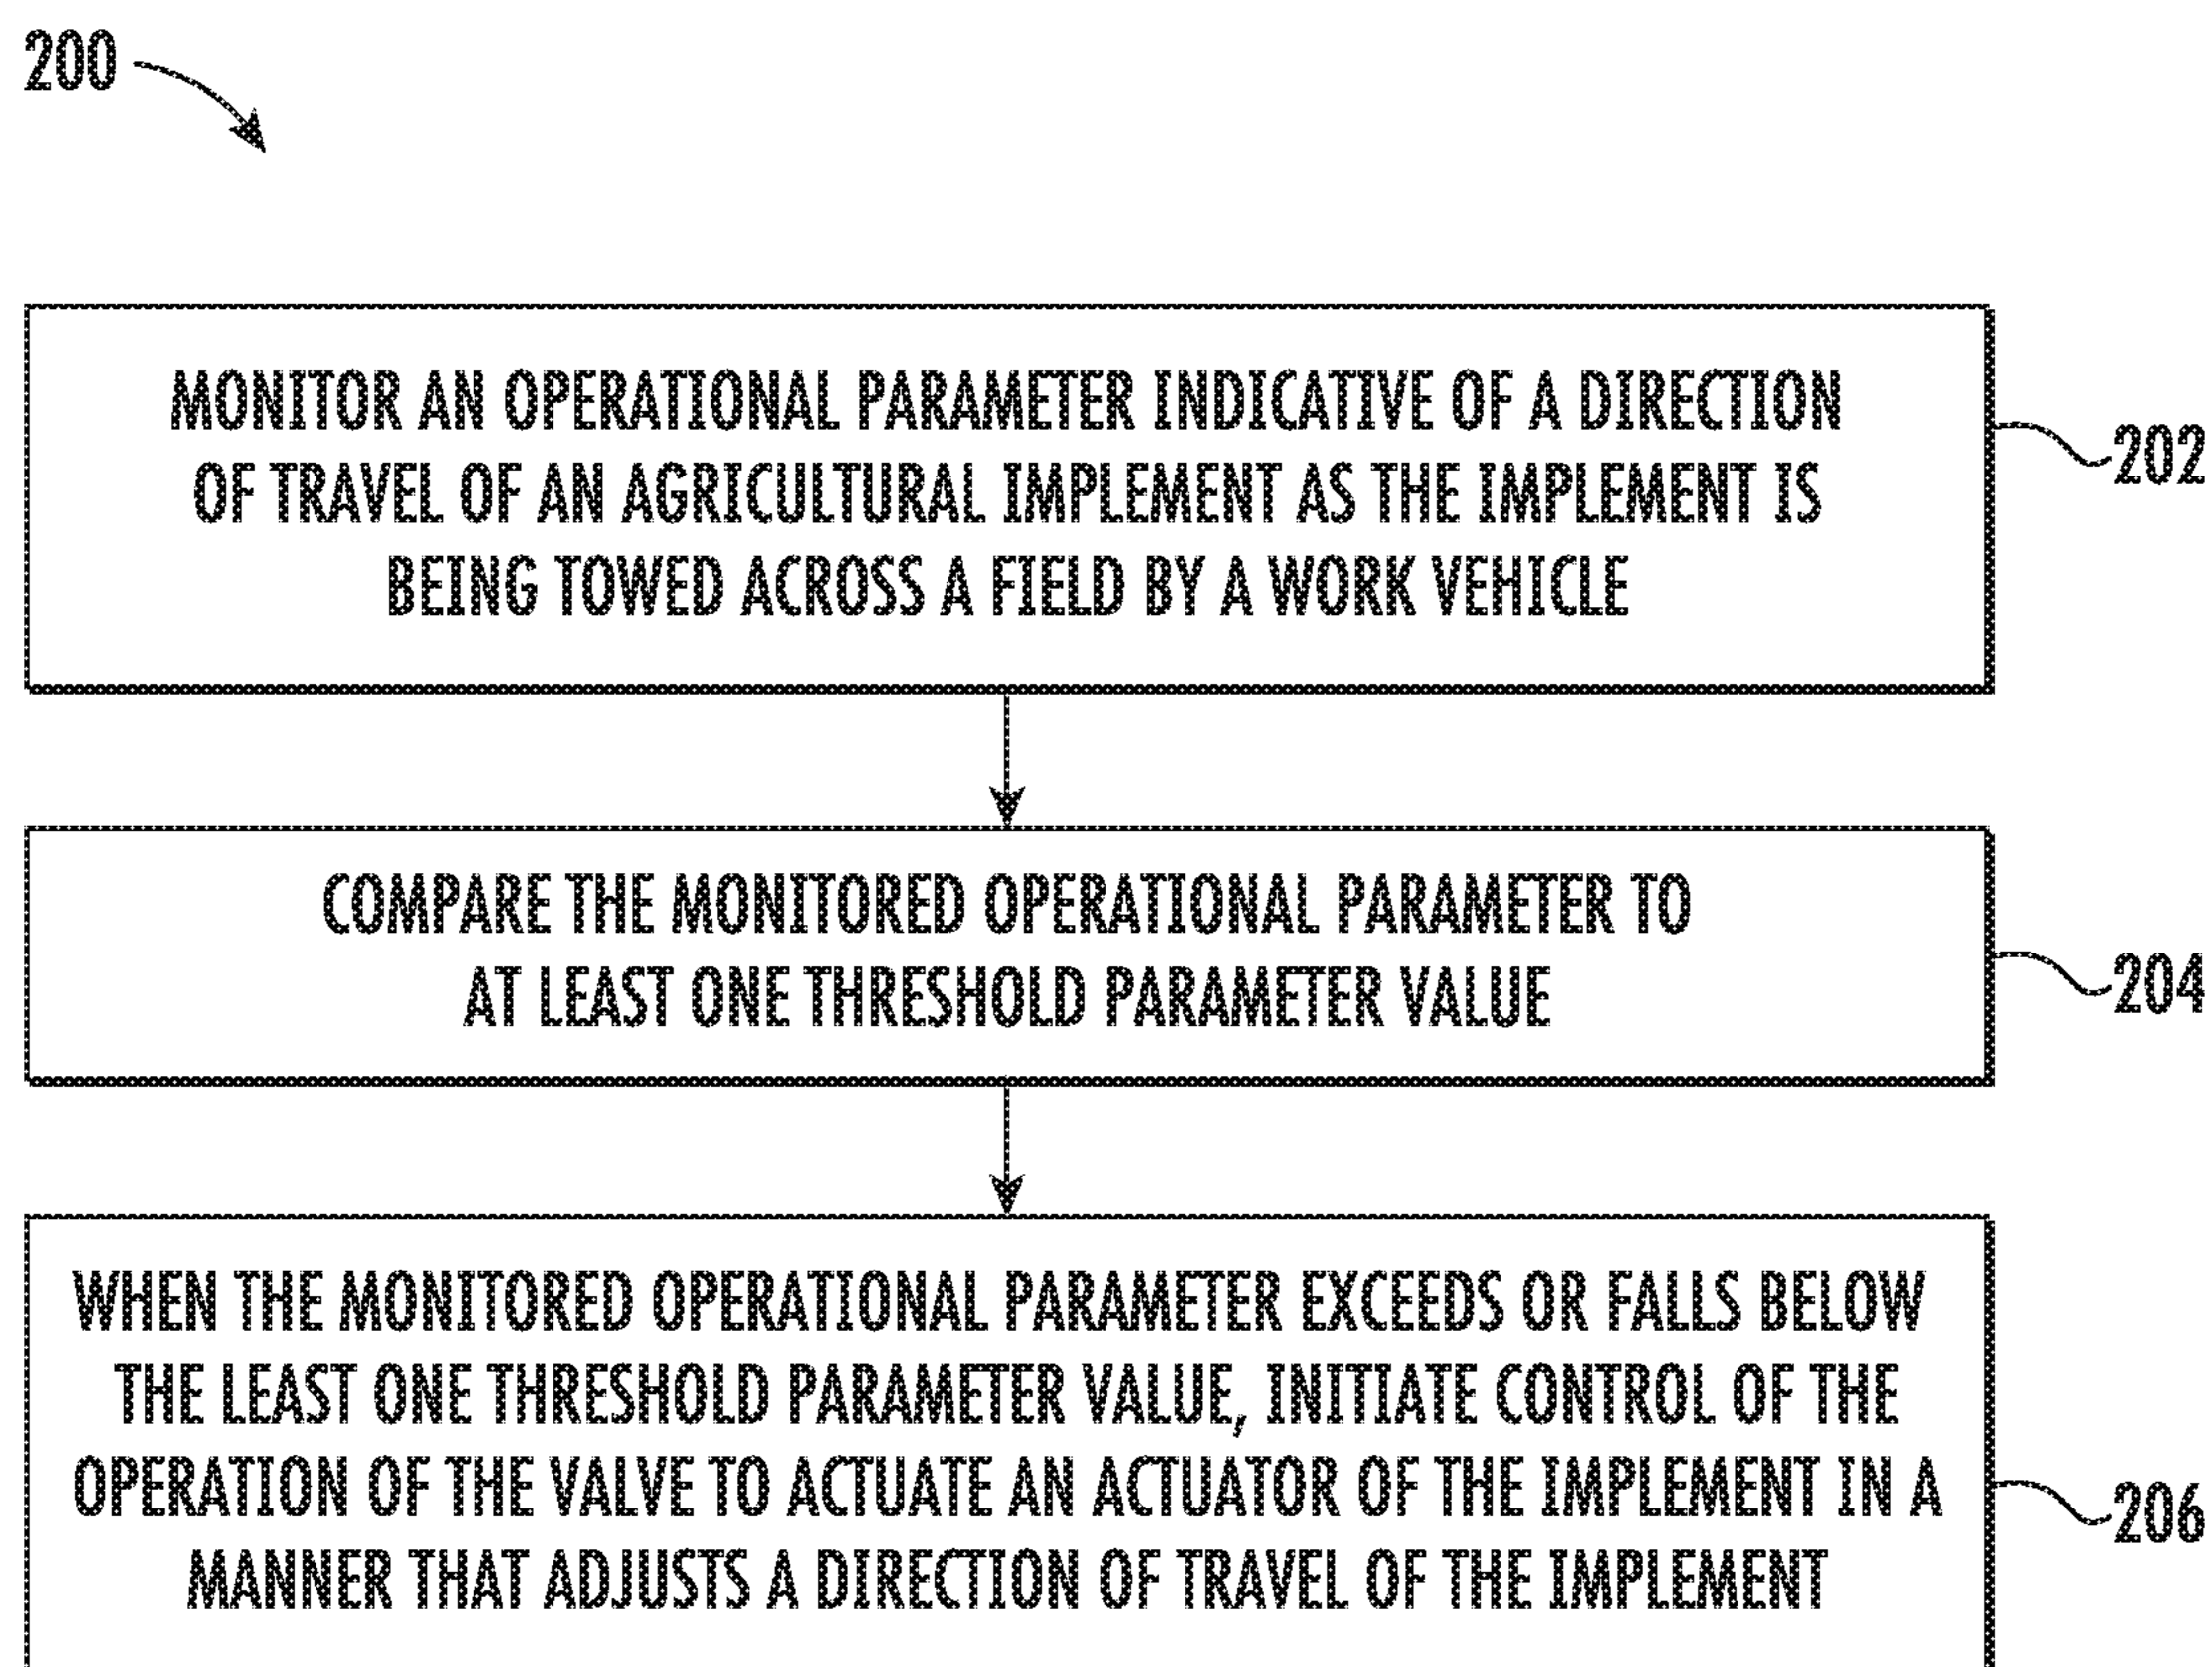 200
MONITOR AN OPERATIONAL PARAMETER INDICATIVE OF A DIRECTION
OF TRAVEL OF AN AGRICULTURAL IMPLEMENT AS THE IMPLEMENT IS
BEING TOWED ACROSS A FIELD BY A WORK VEHICLE
202
COMPARE THE MONITORED OPERATIONAL PARAMETER TO
AT LEAST ONE THRESHOLD PARAMETER VALUE
204
WHEN THE MONITORED OPERATIONAL PARAMETER EXCEEDS OR FALLS BELOW
THE LEAST ONE THRESHOLD PARAMETER VALUE, INITIATE CONTROL OF THE
OPERATION OF THE VALVE TO ACTUATE AN ACTUATOR OF THE IMPLEMENT IN A
MANNER THAT ADJUSTS A DIRECTION OF TRAVEL OF THE IMPLEMENT
206